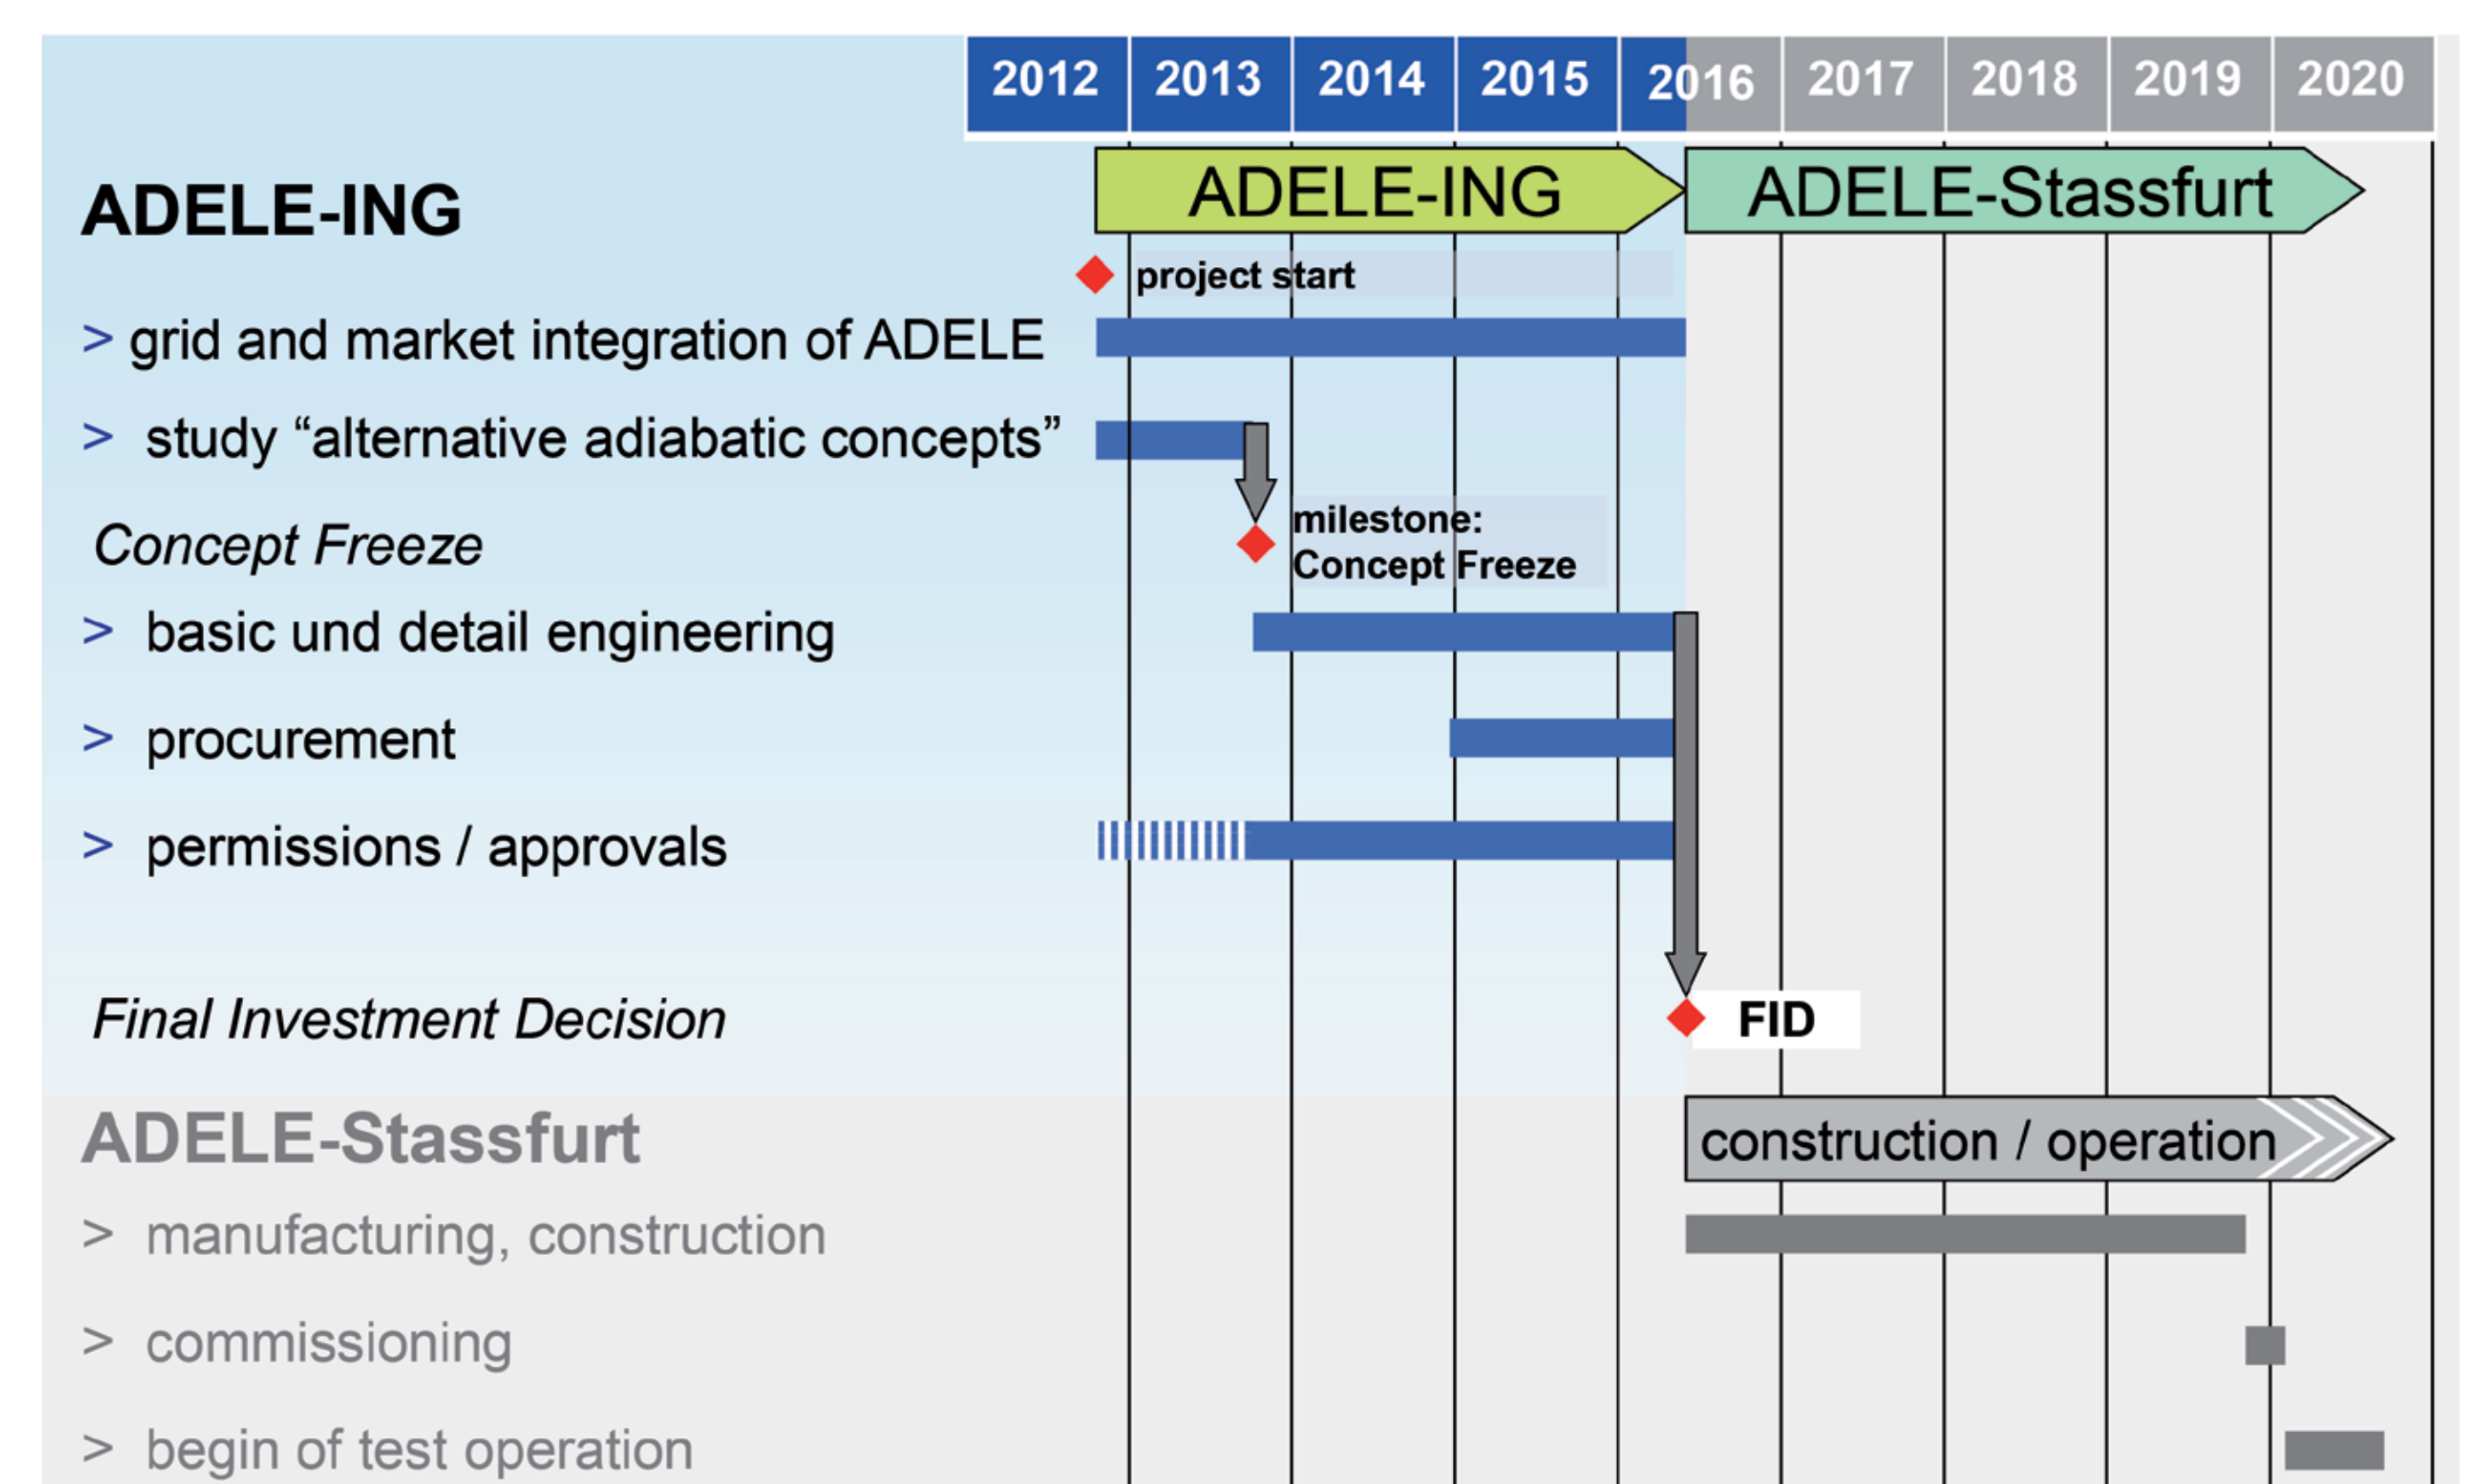 2012 2013 2014 2015 2016 2017 2018 2019 2020
ADELE-ING
ADELE-ING ADELE-Stassfurt
project start
> grid and market integration of ADELE
> study “alternative adiabatic concepts”
Concept Freeze
milestone:
Concept Freeze
> basic und detail engineering
> procurement
> permissions / approvals
Final Investment Decision
FID
ADELE-Stassfurt
construction / operation
> manufacturing, construction
> commissioning
> begin of test operation